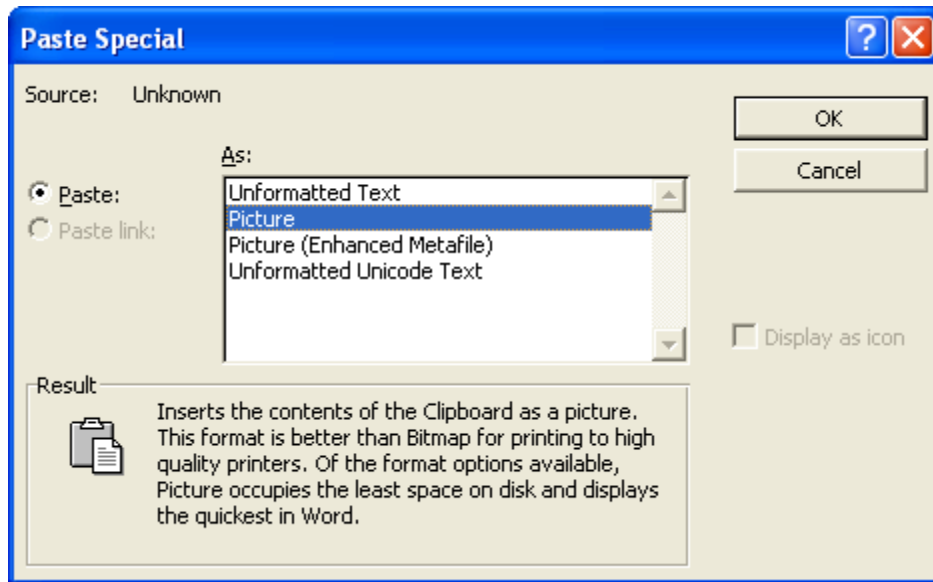 Paste Special
Source: Unknown
OK
As:
Cancel
Paste:
Unformatted Text
Picture
Paste link:
Picture (Enhanced Metafile)
Unformatted Unicode Text
Display as icon
Result
Inserts the contents of the Clipboard as a picture.
This format is better than Bitmap for printing to high
quality printers. Of the format options available,
Picture occupies the least space on disk and displays
the quickest in Word.